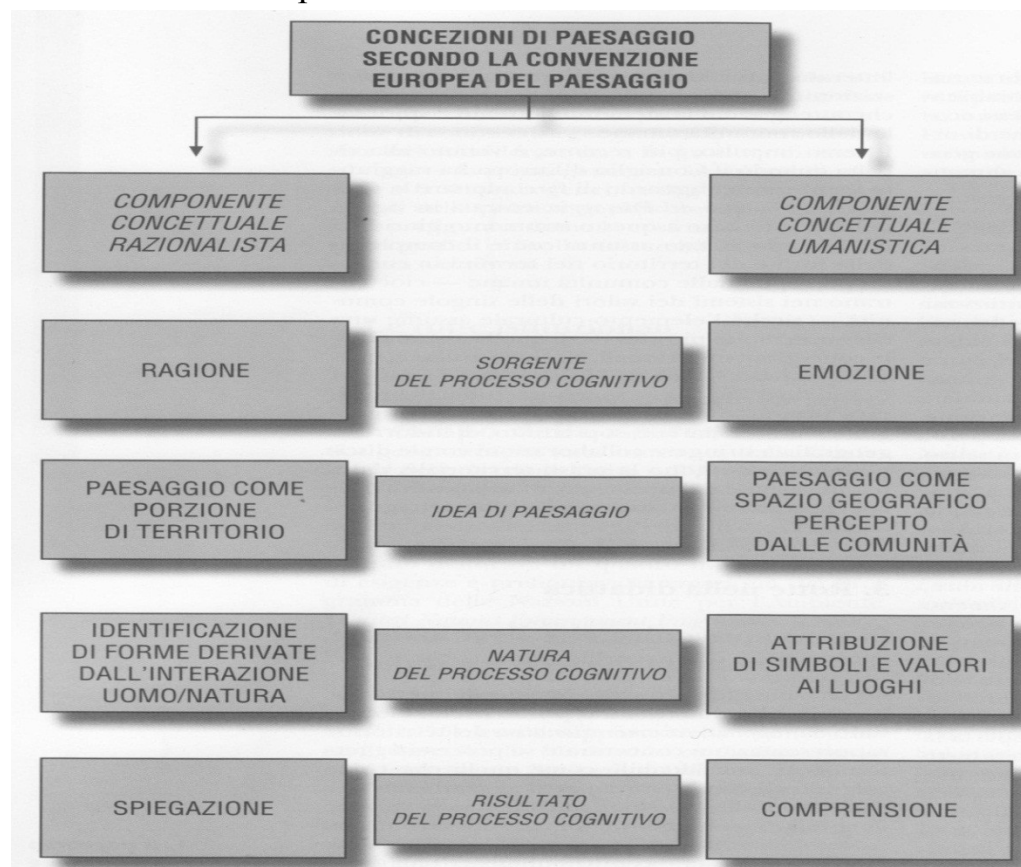 CONCEZIONI DI PAESAGGIO
SECONDO LA CONVENZIONE
EUROPEA DEL PAESAGGIO
COMPONENTE
CONCETTUALE
RAZIONALISTA
COMPONENTE
CONCETTUALE
UMANISTICA
RAGIONE
SORGENTE
DEL PROCESSO COGNITIVO
EMOZIONE
PAESAGGIO COME
PORZIONE
DI TERRITORIO
IDEA DI PAESAGGIO
PAESAGGIO COME
SPAZIO GEOGRAFICO
PERCEPITO
DALLE COMUNITÀ
IDENTIFICAZIONE
DI FORME DERIVATE
DALL'INTERAZIONE
UOMO/NATURA
NATURA
DEL PROCESSO COGNITIVO
ATTRIBUZIONE
DI SIMBOLI E VALORI
AI LUOGHI
SPIEGAZIONE
RISULTATO
DEL PROCESSO COGNITIVO
COMPRENSIONE